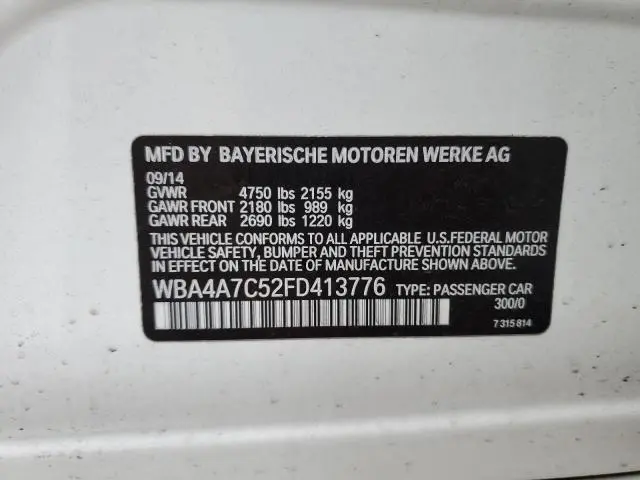 MFD BY BAYERISCHE MOTOREN WERKE AG
09/14
GVWR 4750 lbs 2155 kg
GAWR FRONT 2180 lbs 989 kg
GAWR REAR 2690 lbs 1220 kg
THIS VEHICLE CONFORMS TO ALL APPLICABLE U.S.FEDERAL MOTOR
VEHICLE SAFETY, BUMPER AND THEFT PREVENTION STANDARDS
IN EFFECT ON THE DATE OF MANUFACTURE SHOWN ABOVE.
WBA4A7C52FD413776 TYPE: PASSENGER CAR
300/0
7 315 814